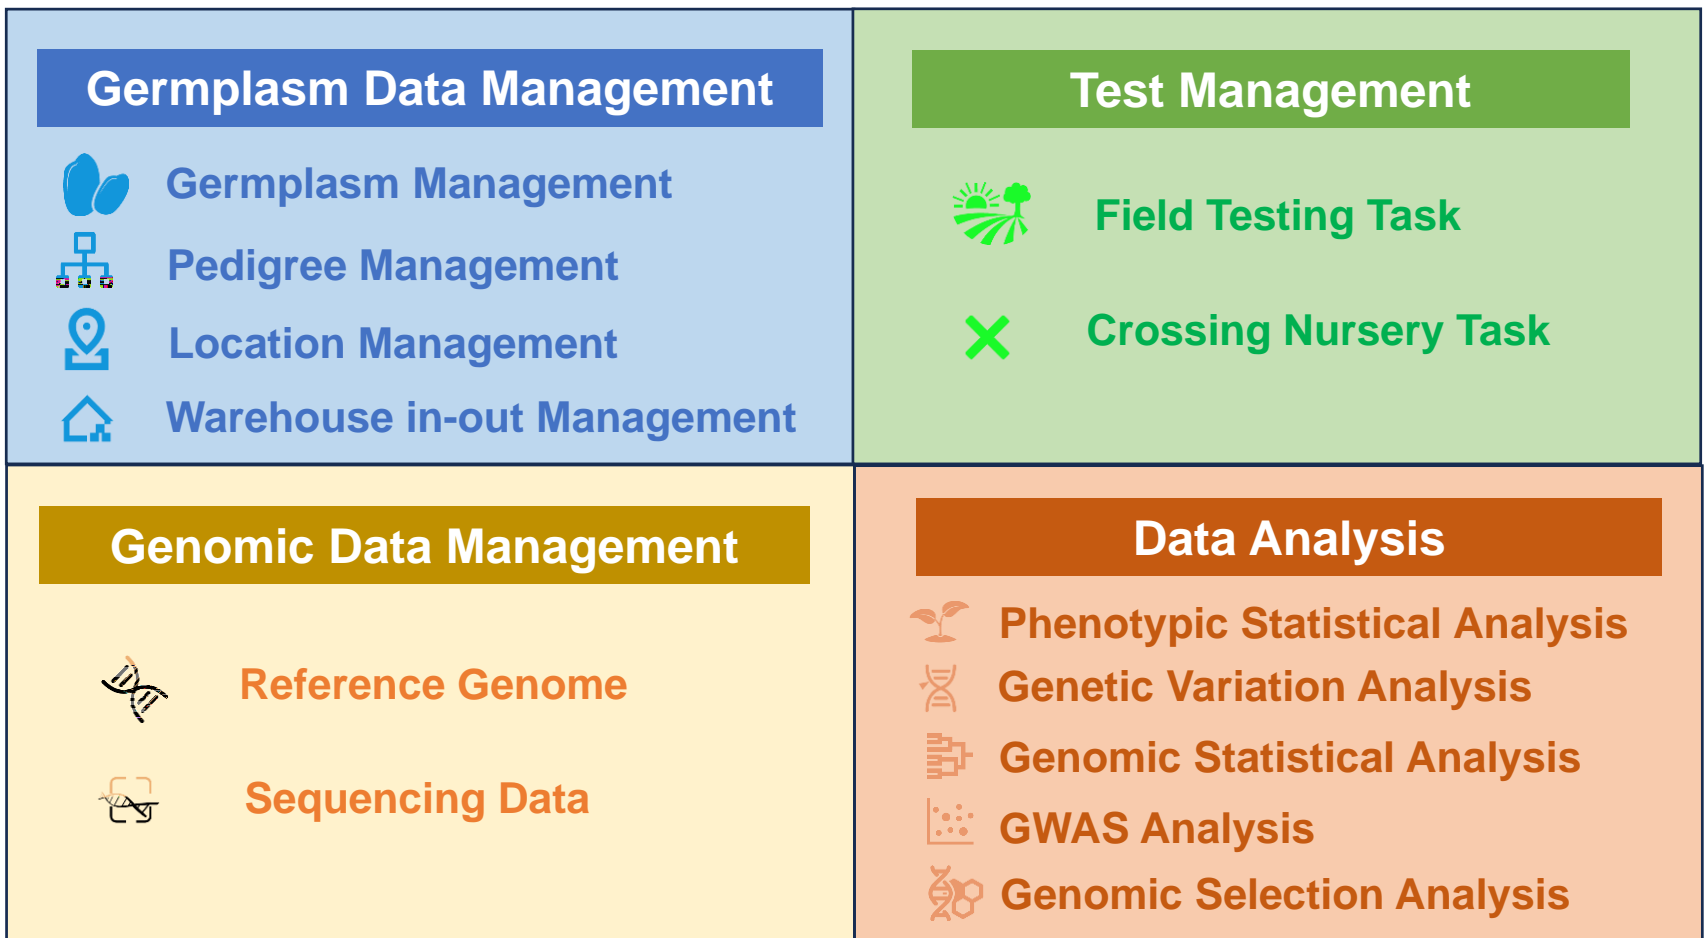 Germplasm Data Management
Germplasm Management
Pedigree Management
Location Management
Warehouse in-out Management
Test Management
Field Testing Task
Crossing Nursery Task
Genomic Data Management
Reference Genome
Sequencing Data
Data Analysis
Phenotypic Statistical Analysis
Genetic Variation Analysis
Genomic Statistical Analysis
GWAS Analysis
Genomic Selection Analysis